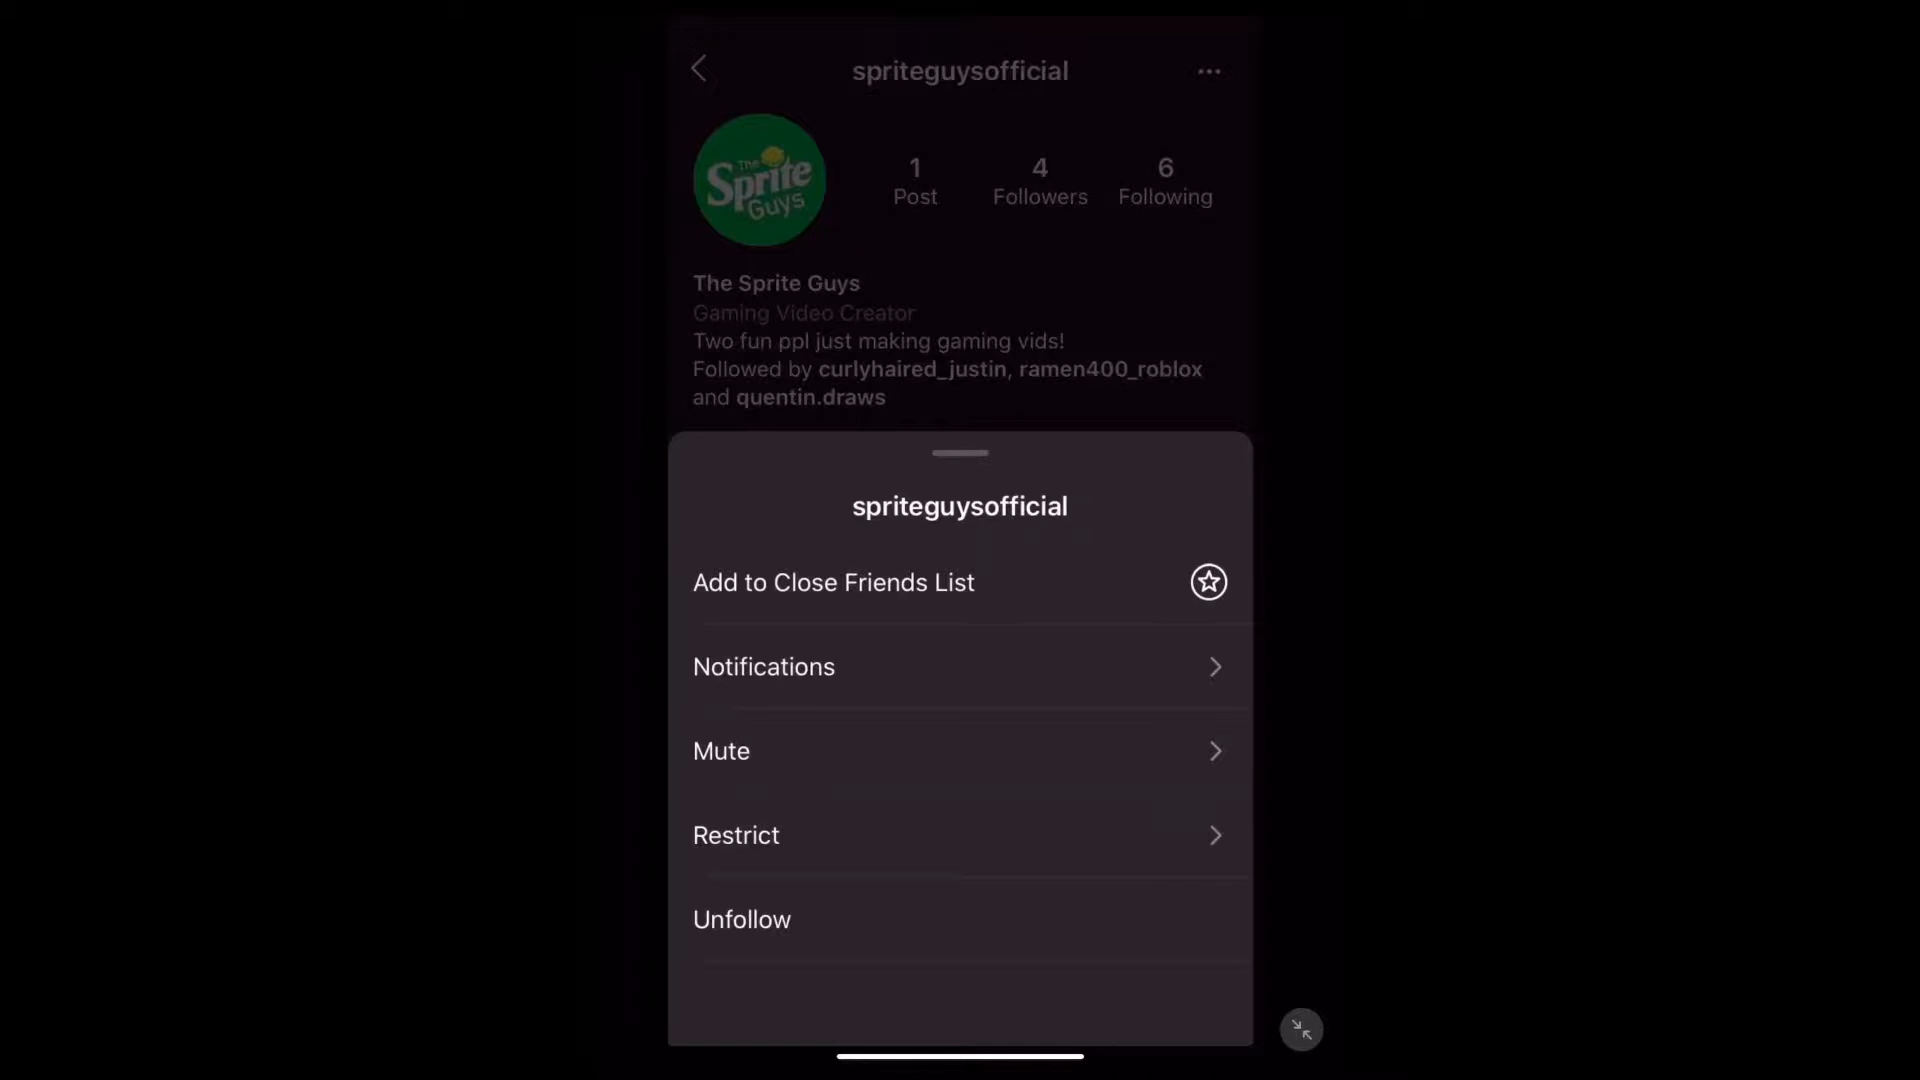 spriteguysofficial
The
Sprite
Guys
1
Post
4
Followers
6
Following
The Sprite Guys
Gaming Video Creator
Two fun ppl just making gaming vids!
Followed by curlyhaired_justin, ramen400_roblox
and quentin.draws
spriteguysofficial
Add to Close Friends List
Notifications
Mute
Restrict
Unfollow